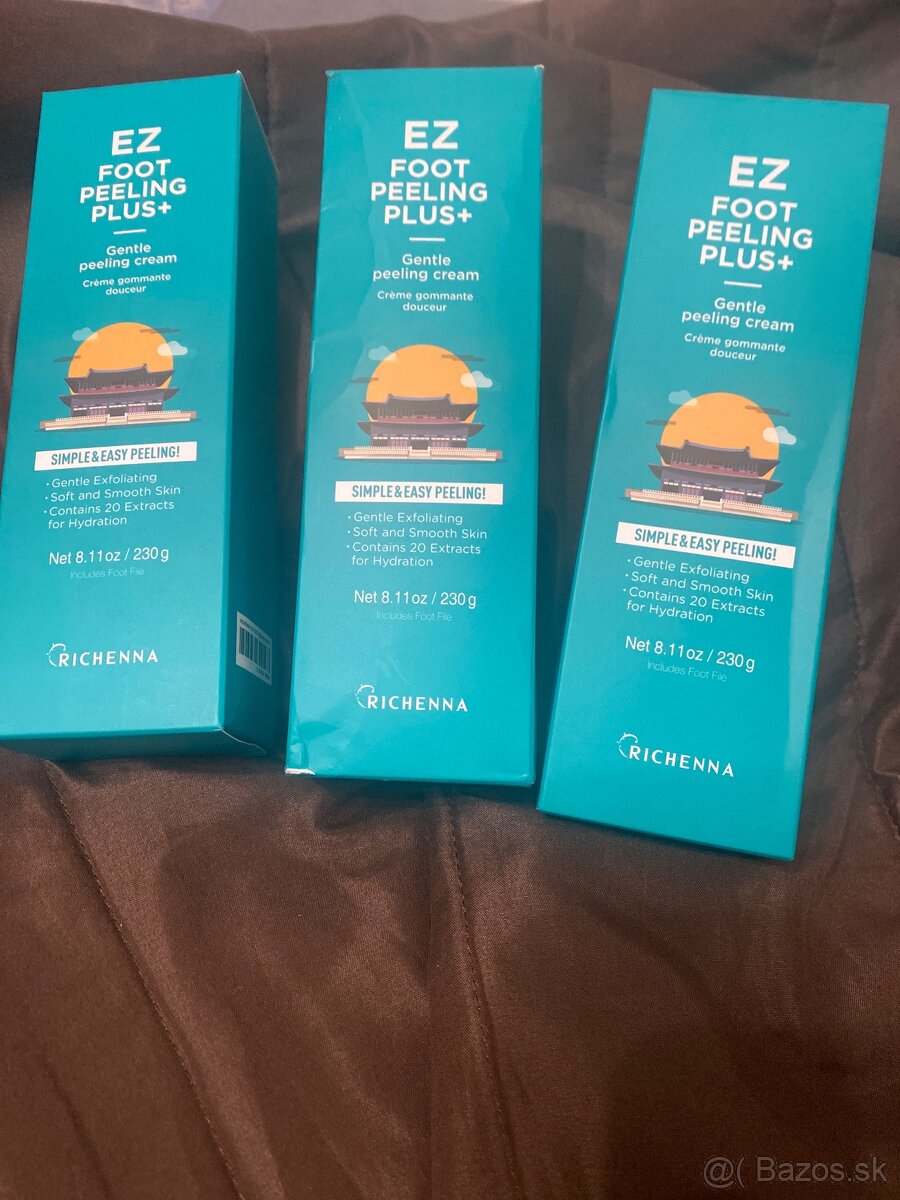 EZ
FOOT
PEELING
PLUS+
Gentle
peeling cream
Crème gommante
douceur
SIMPLE&EASY PEELING!
· Gentle Exfoliating
· Soft and Smooth Skin
· Contains 20 Extracts
for Hydration
Net 8.11oz / 230g
Includes Foot File
RICHENNA
EZ
FOOT
PEELING
PLUS+
Gentle
peeling cream
Crème gommante
douceur
SIMPLE&EASY PEELING!
· Gentle Exfoliating
· Soft and Smooth Skin
· Contains 20 Extracts
for Hydration
Net 8.11oz / 230g
Includes Foot File
RICHENNA
EZ
FOOT
PEELING
PLUS+
Gentle
peeling cream
Crème gommante
douceur
SIMPLE&EASY PEELING!
· Gentle Exfoliating
· Soft and Smooth Skin
· Contains 20 Extracts
for Hydration
Net 8.11oz / 230g
Includes Foot File
RICHENNA
@( Bazos.sk